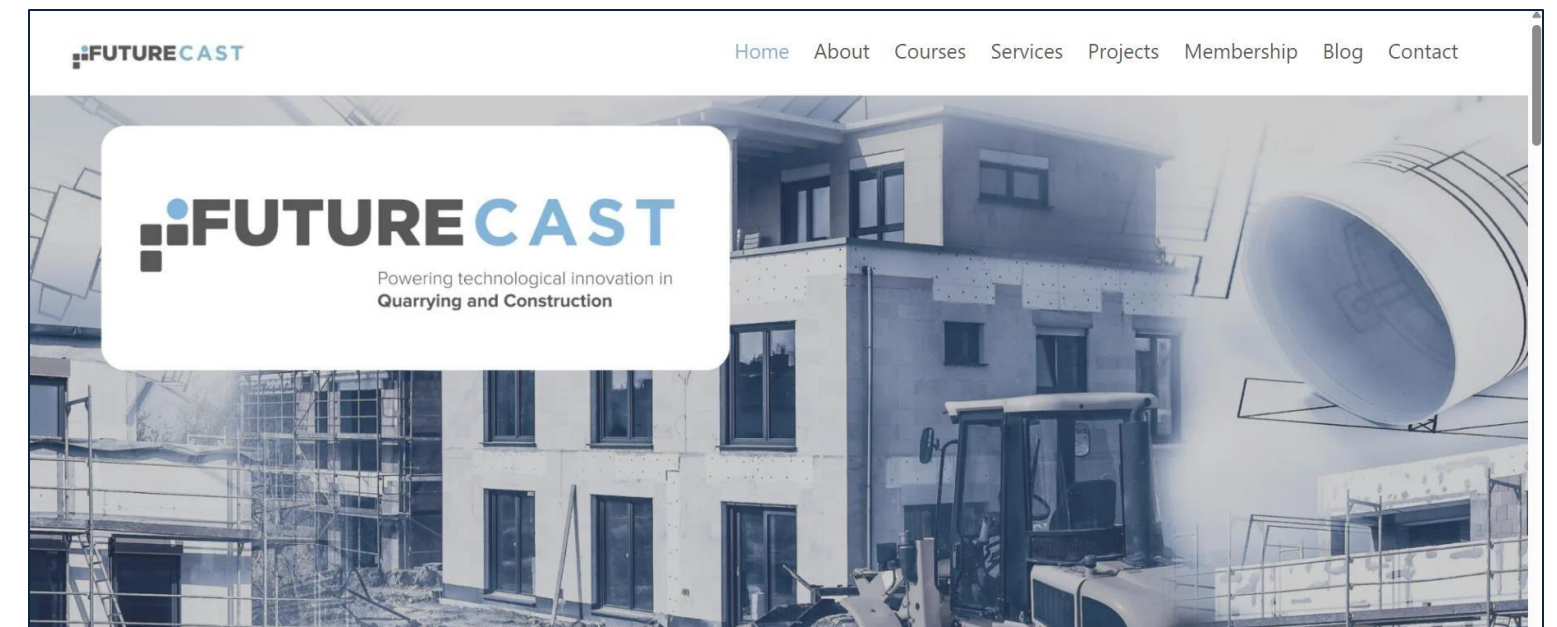 FUTURECAST
Home About Courses Services Projects Membership Blog Contact
FUTURECAST
Powering technological innovation in
Quarrying and Construction